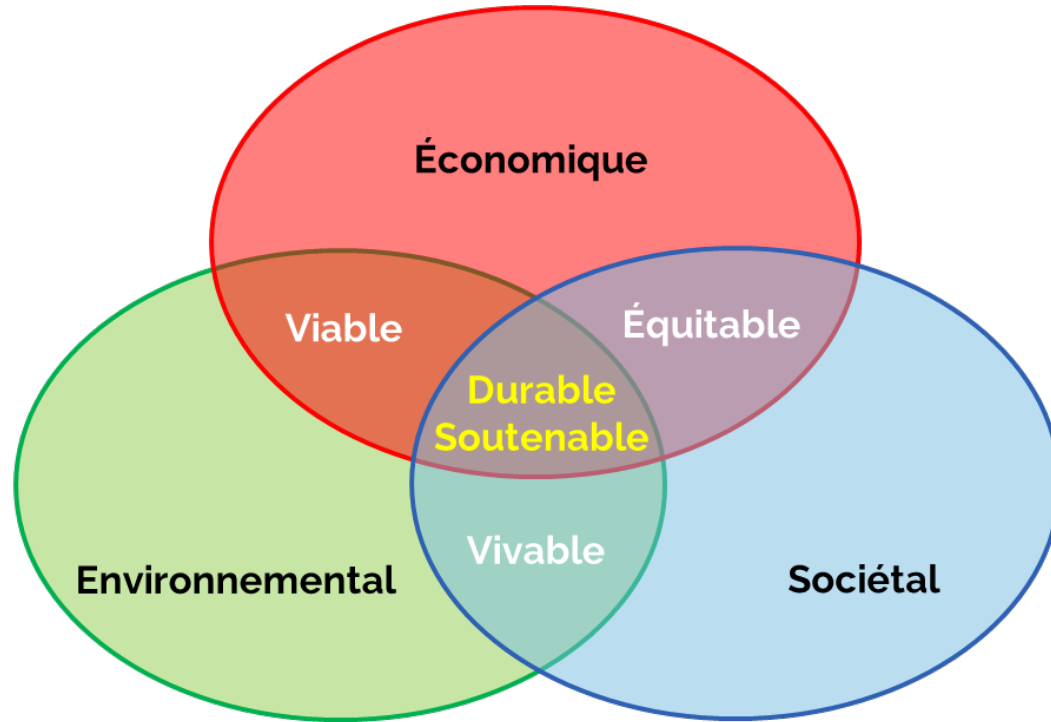 Économique
Viable
Équitable
Durable
Soutenable
Vivable
Environnemental
Sociétal